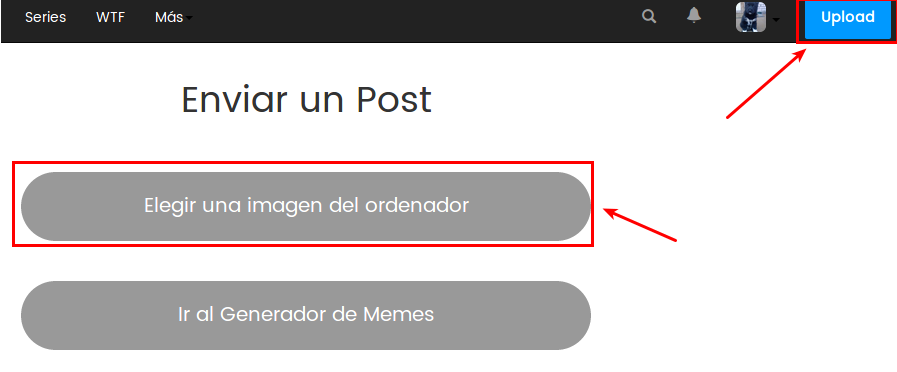 Series WTF Más Upload
Enviar un Post
Elegir una imagen del ordenador
Ir al Generador de Memes